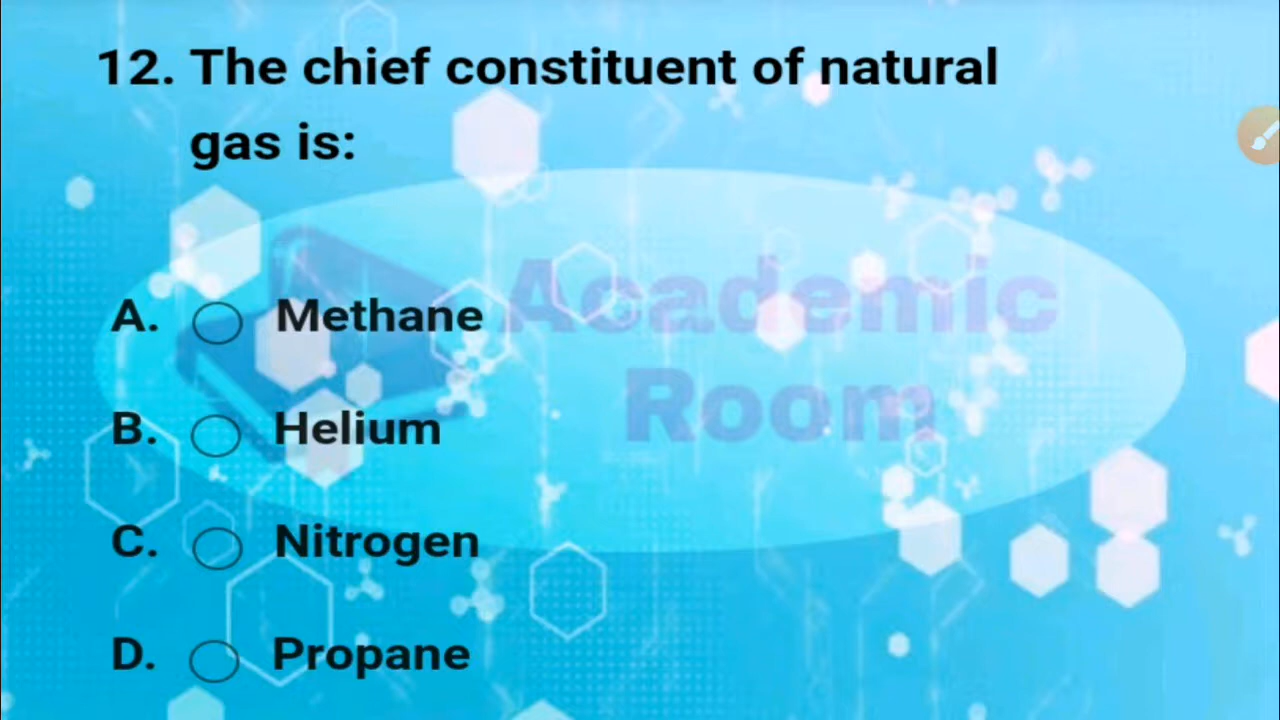 12. The chief constituent of natural
gas is:
Academic
Room
A. Methane
B. Helium
C. Nitrogen
D. Propane